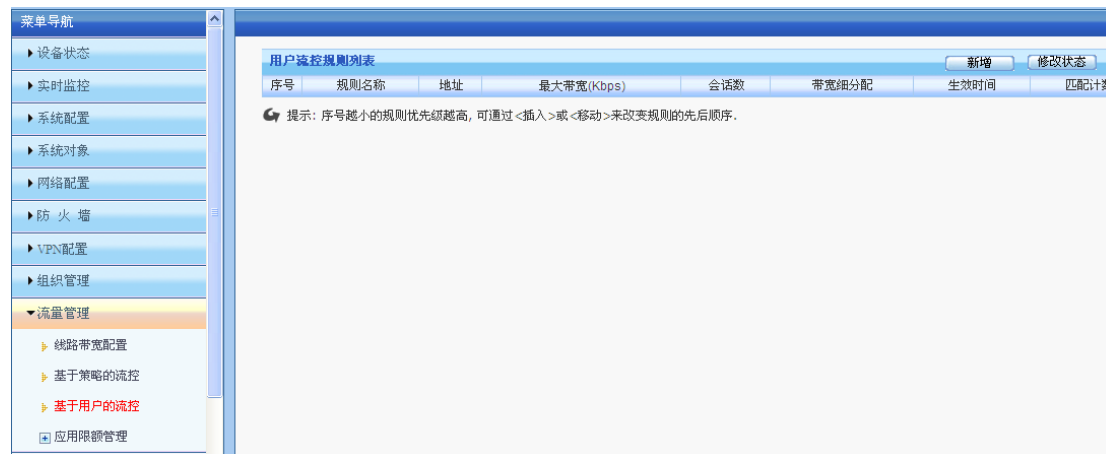 菜单导航
设备状态
实时监控
系统配置
系统对象
网络配置
防 火 墙
VPN配置
组织管理
流量管理
线路带宽配置
基于策略的流控
基于用户的流控
应用限额管理
用户流控规则列表 新增 修改状态
序号 规则名称 地址 最大带宽(Kbps) 会话数 带宽细分配 生效时间 匹配计数
提示: 序号越小的规则优先级越高, 可通过<插入>或<移动>来改变规则的先后顺序.